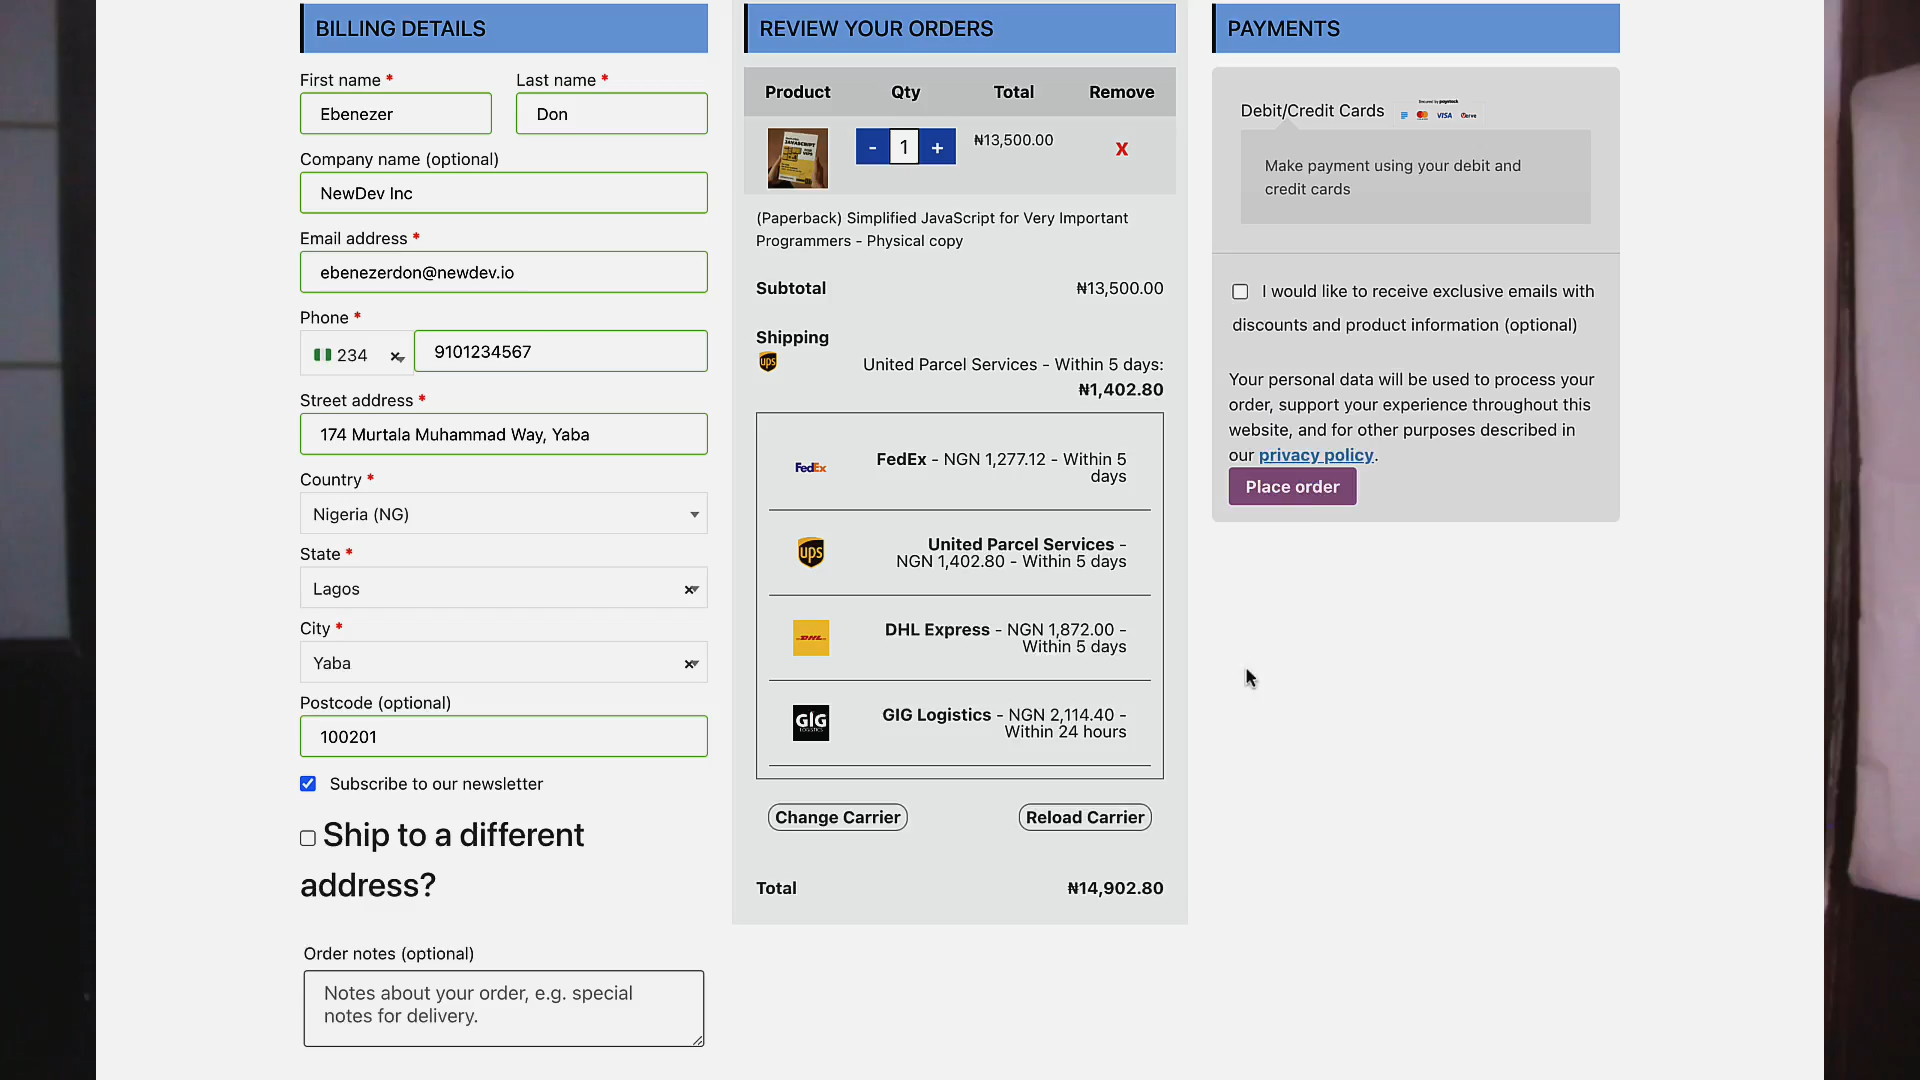 BILLING DETAILS
First name *
Last name *
Ebenezer
Don
Company name (optional)
NewDev Inc
Email address *
ebenezerdon@newdev.io
Phone *
234
9101234567
Street address *
174 Murtala Muhammad Way, Yaba
Country *
Nigeria (NG)
State *
Lagos
City *
Yaba
Postcode (optional)
100201
Subscribe to our newsletter
Ship to a different
address?
Order notes (optional)
Notes about your order, e.g. special
notes for delivery.
REVIEW YOUR ORDERS
Product Qty Total Remove
JAVASCRIPT
- 1 + ₦13,500.00 X
(Paperback) Simplified JavaScript for Very Important
Programmers - Physical copy
Subtotal ₦13,500.00
Shipping
ups
United Parcel Services - Within 5 days:
₦1,402.80
FedEx
FedEx - NGN 1,277.12 - Within 5
days
ups
United Parcel Services -
NGN 1,402.80 - Within 5 days
DHL
DHL Express - NGN 1,872.00 -
Within 5 days
GIG
LOGISTICS
GIG Logistics - NGN 2,114.40 -
Within 24 hours
Change Carrier
Reload Carrier
Total ₦14,902.80
PAYMENTS
Debit/Credit Cards
Secured by paystack
VISA Verve
Make payment using your debit and
credit cards
I would like to receive exclusive emails with
discounts and product information (optional)
Your personal data will be used to process your
order, support your experience throughout this
website, and for other purposes described in
our privacy policy.
Place order